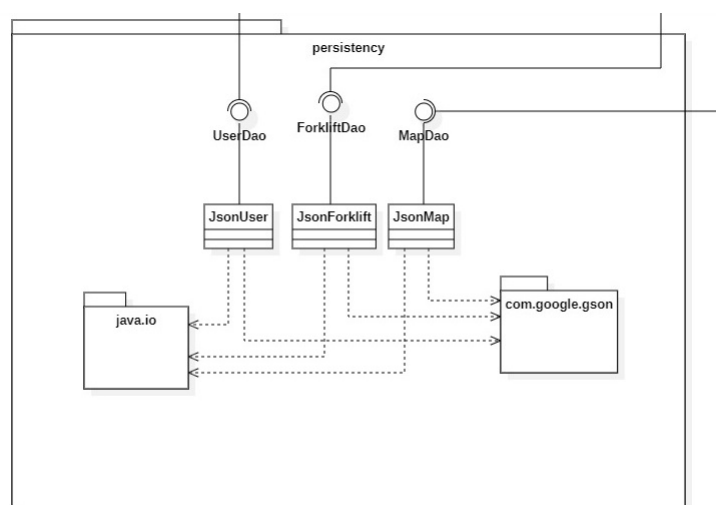 persistency
UserDao
ForkliftDao
MapDao
JsonUser
JsonForklift
JsonMap
java.io
com.google.gson